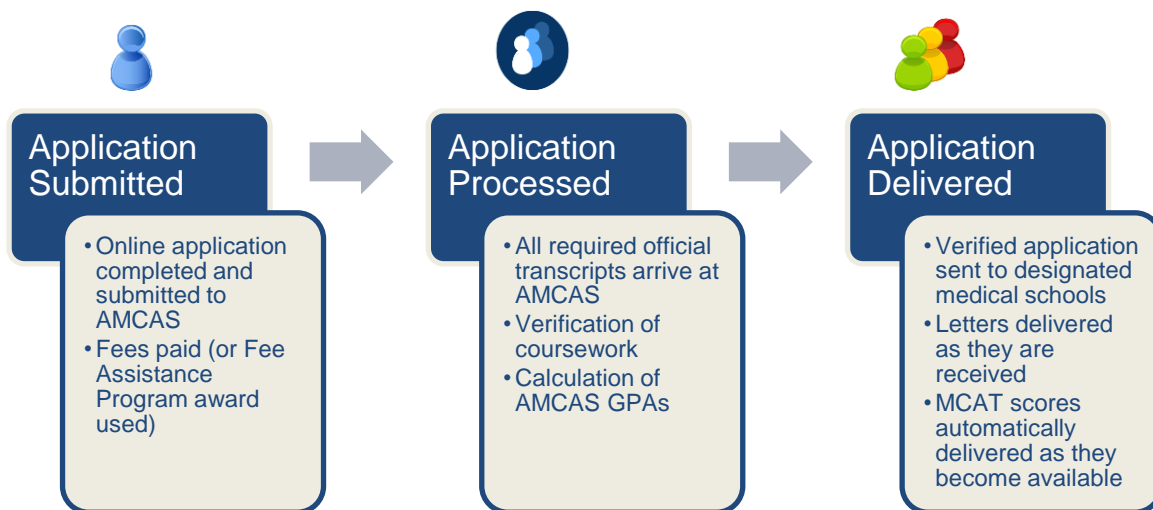 Application
Submitted
• Online application
completed and
submitted to
AMCAS
• Fees paid (or Fee
Assistance
Program award
used)
Application
Processed
• All required official
transcripts arrive at
AMCAS
• Verification of
coursework
• Calculation of
AMCAS GPAs
Application
Delivered
• Verified application
sent to designated
medical schools
• Letters delivered
as they are
received
• MCAT scores
automatically
delivered as they
become available